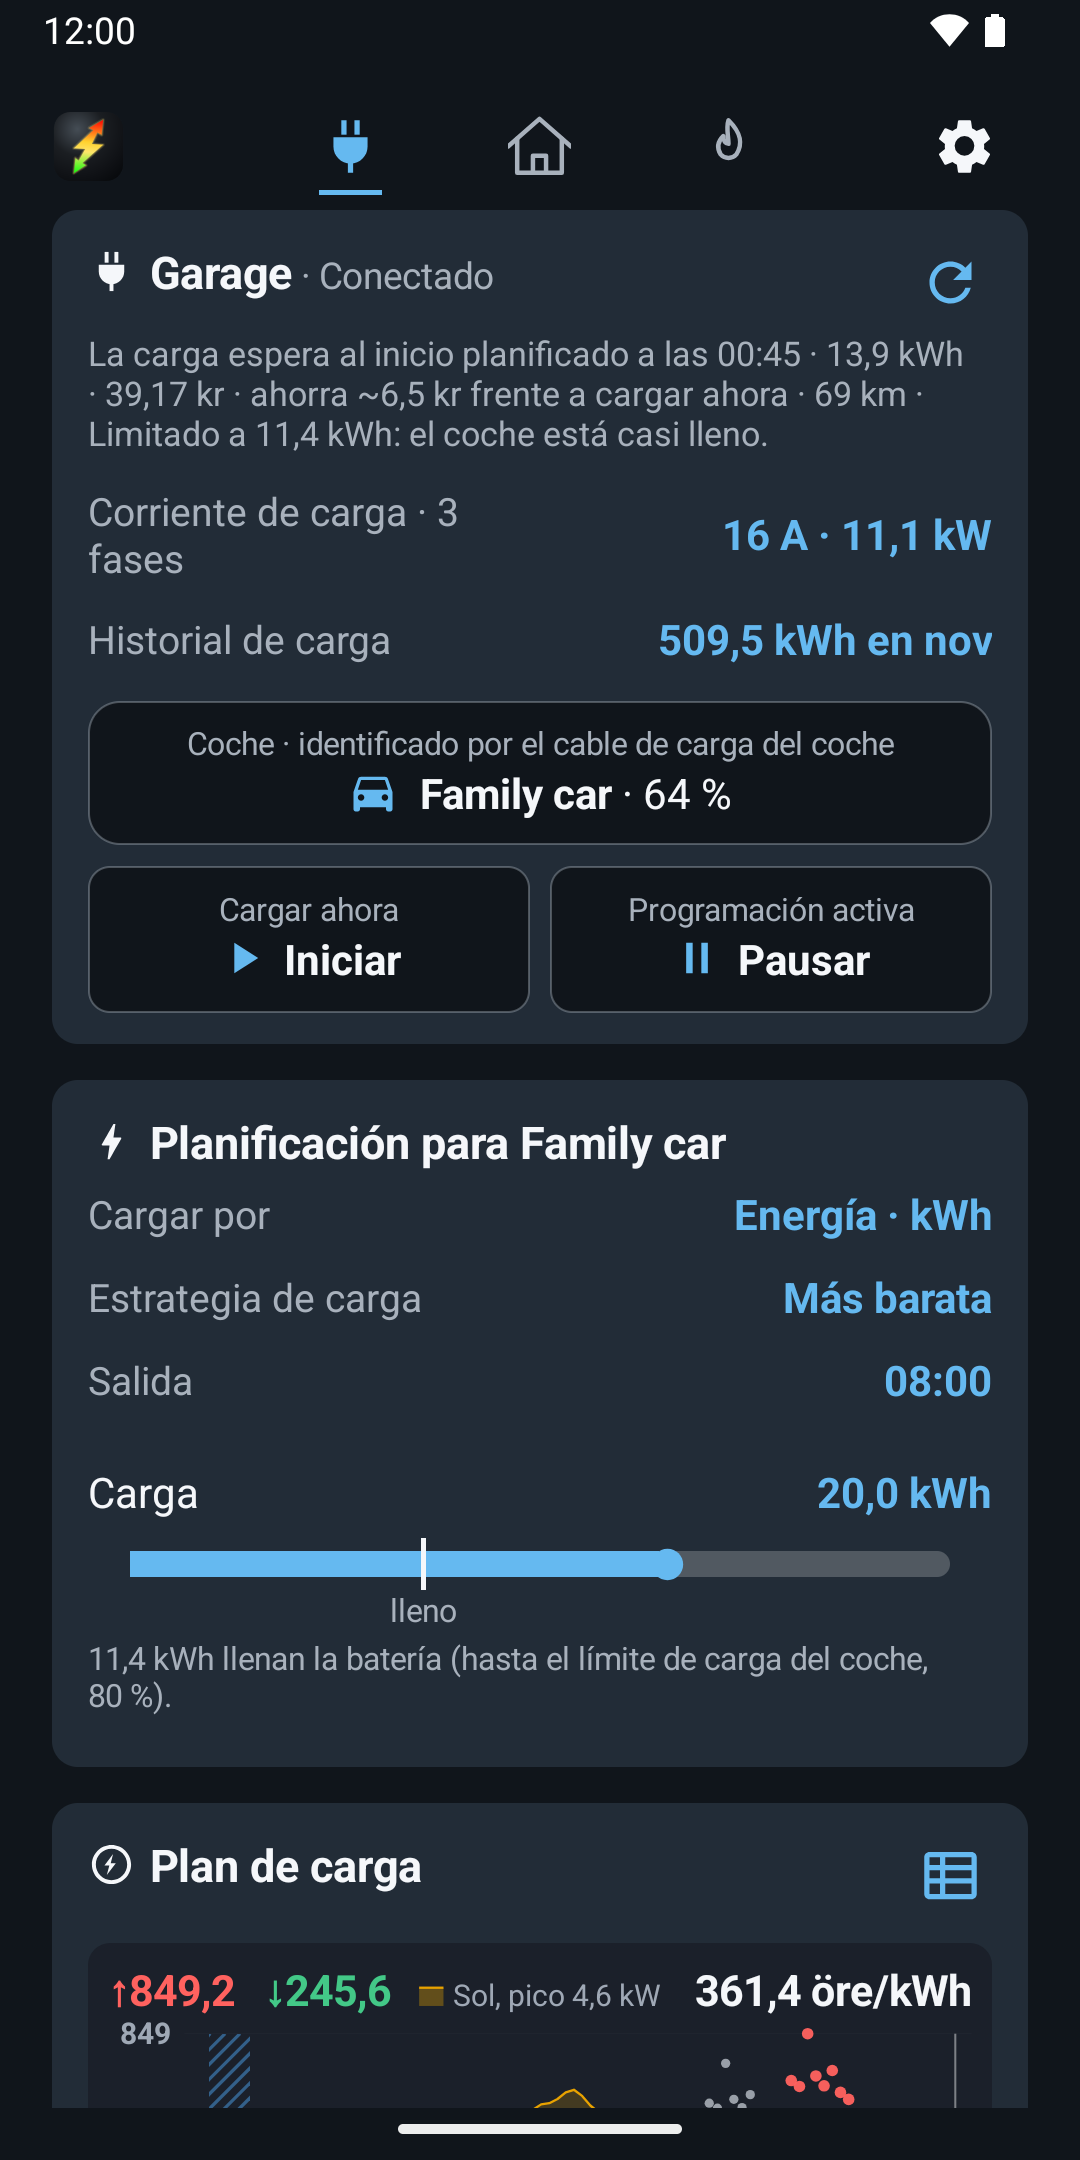 12:00
Garage · Conectado
La carga espera al inicio planificado a las 00:45 · 13,9 kWh
· 39,17 kr · ahorra ~6,5 kr frente a cargar ahora · 69 km ·
Limitado a 11,4 kWh: el coche está casi lleno.
Corriente de carga · 3
fases
16 A · 11,1 kW
Historial de carga
509,5 kWh en nov
Coche · identificado por el cable de carga del coche
Family car · 64 %
Cargar ahora
Iniciar
Programación activa
Pausar
Planificación para Family car
Cargar por
Energía · kWh
Estrategia de carga
Más barata
Salida
08:00
Carga
20,0 kWh
lleno
11,4 kWh llenan la batería (hasta el límite de carga del coche,
80 %).
Plan de carga
↑849,2 ↓245,6 Sol, pico 4,6 kW 361,4 öre/kWh
849